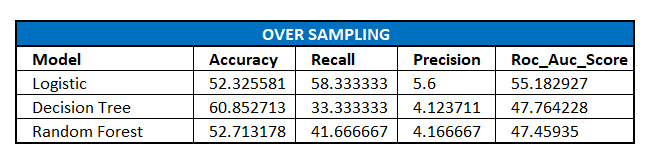 OVER SAMPLING
Model Accuracy Recall Precision Roc_Auc_Score
Logistic 52.325581 58.333333 5.6 55.182927
Decision Tree 60.852713 33.333333 4.123711 47.764228
Random Forest 52.713178 41.666667 4.166667 47.45935